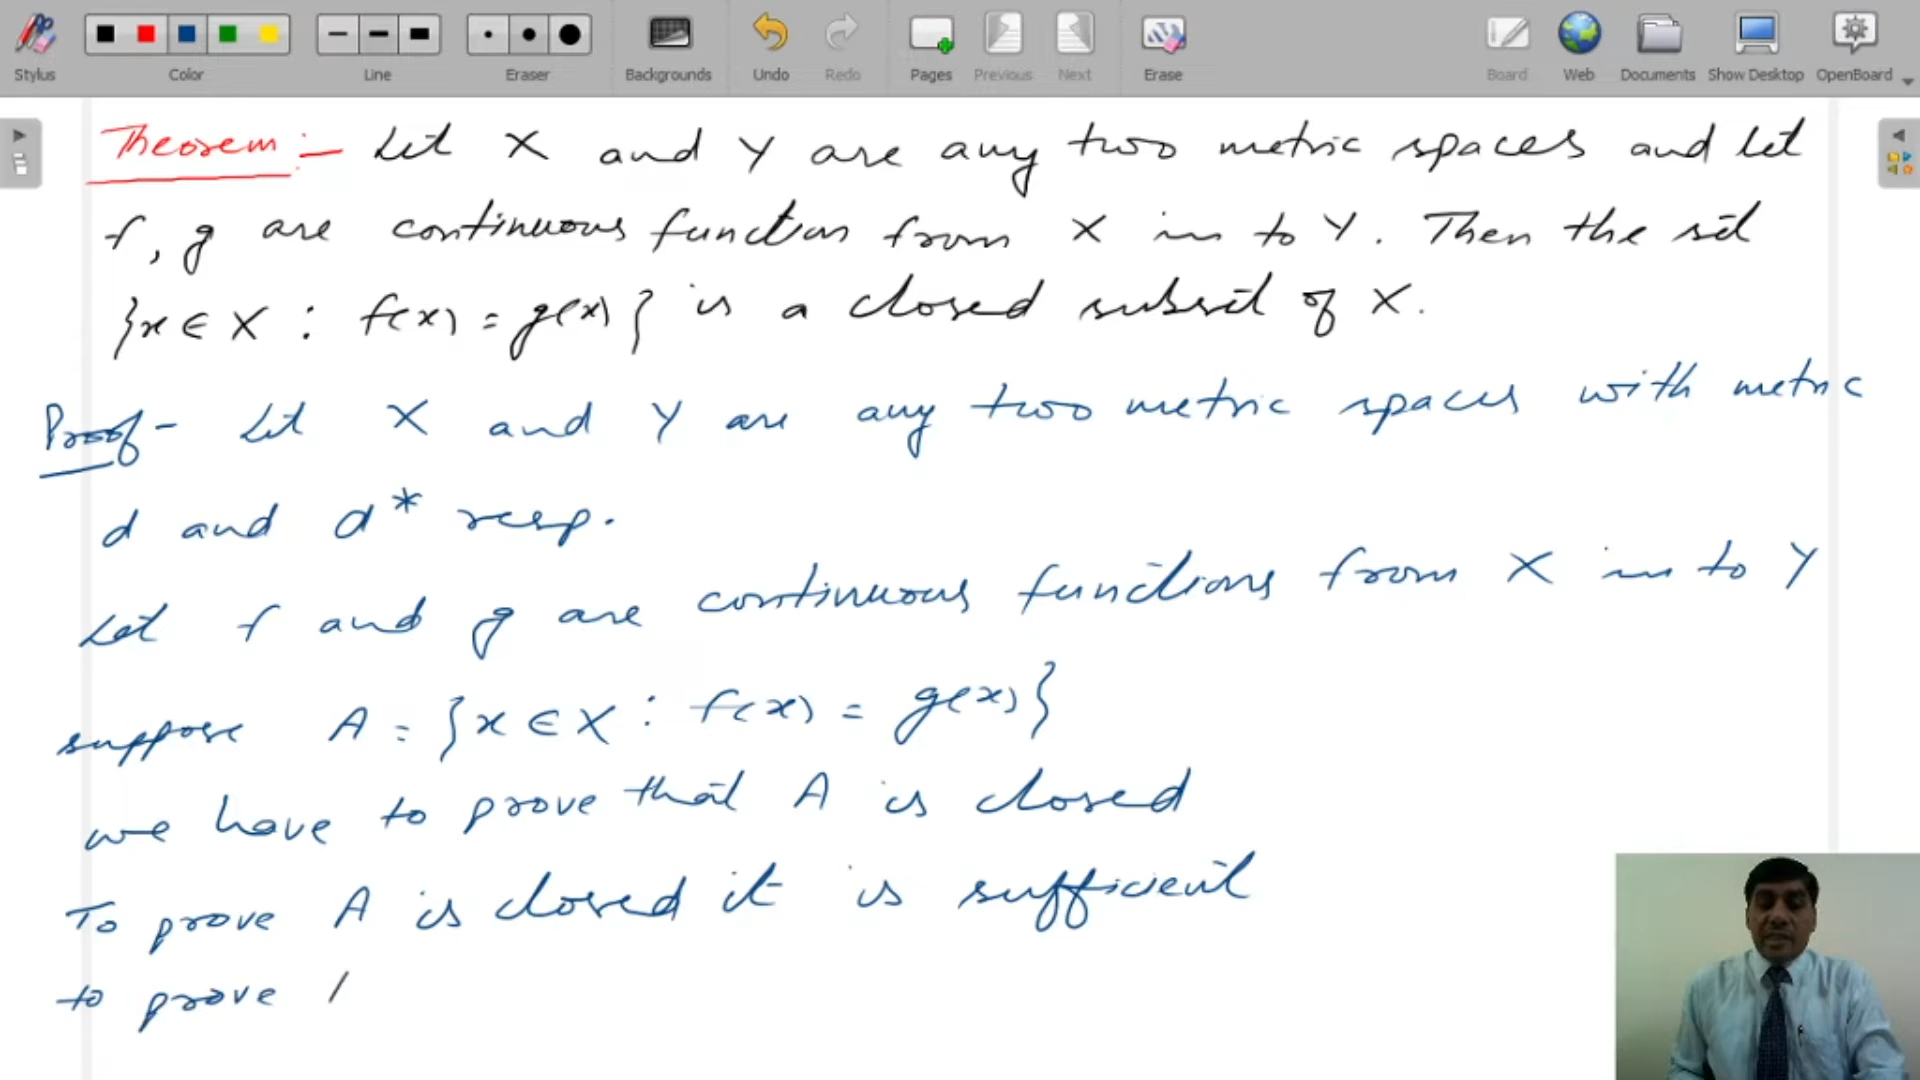 Stylus Color Line Eraser Backgrounds Undo Redo Pages Previous Next Erase Board Web Documents Show Desktop OpenBoard
Theorem:- Let X and Y are any two metric spaces and let
f, g are continuous function from X in to Y. Then the set
{x ∈ X : f(x) = g(x)} is a closed subset of X.
Proof- Let X and Y are any two metric spaces with metric
d and d* resp.
Let f and g are continuous functions from X in to Y
suppose A = {x ∈ X : f(x) = g(x)}
we have to prove that A is closed
To prove A is closed it is sufficient
to prove